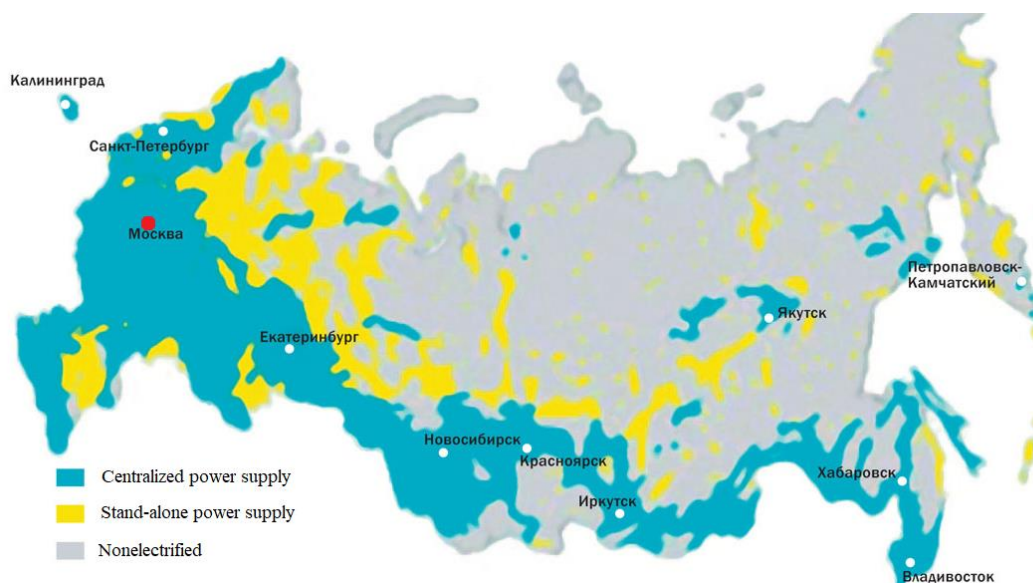 Калининград
Санкт-Петербург
Москва
Екатеринбург
Новосибирск
Красноярск
Иркутск
Якутск
Петропавловск-
Камчатский
Хабаровск
Владивосток
Centralized power supply
Stand-alone power supply
Nonelectrified